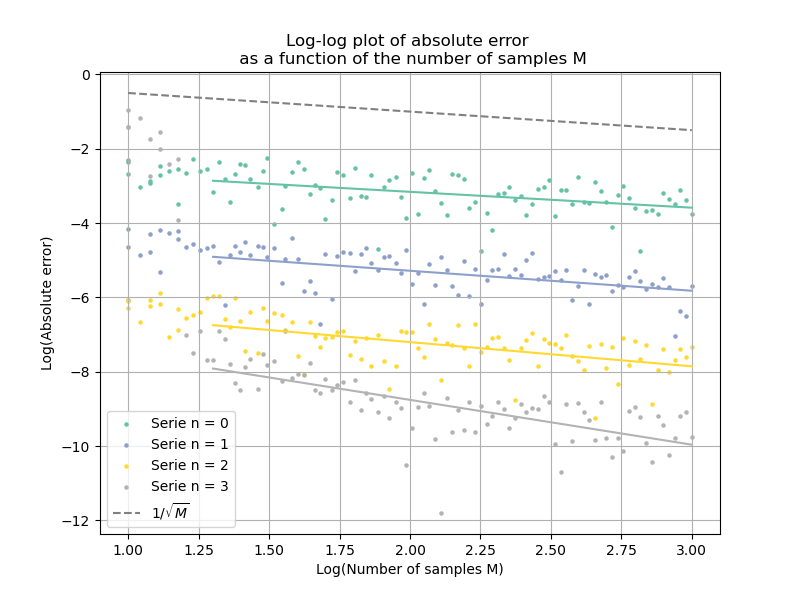 Log-log plot of absolute error
as a function of the number of samples M
Log(Absolute error)
0
−2
−4
−6
−8
−10
−12
Serie n = 0
Serie n = 1
Serie n = 2
Serie n = 3
1/√M
1.00 1.25 1.50 1.75 2.00 2.25 2.50 2.75 3.00
Log(Number of samples M)